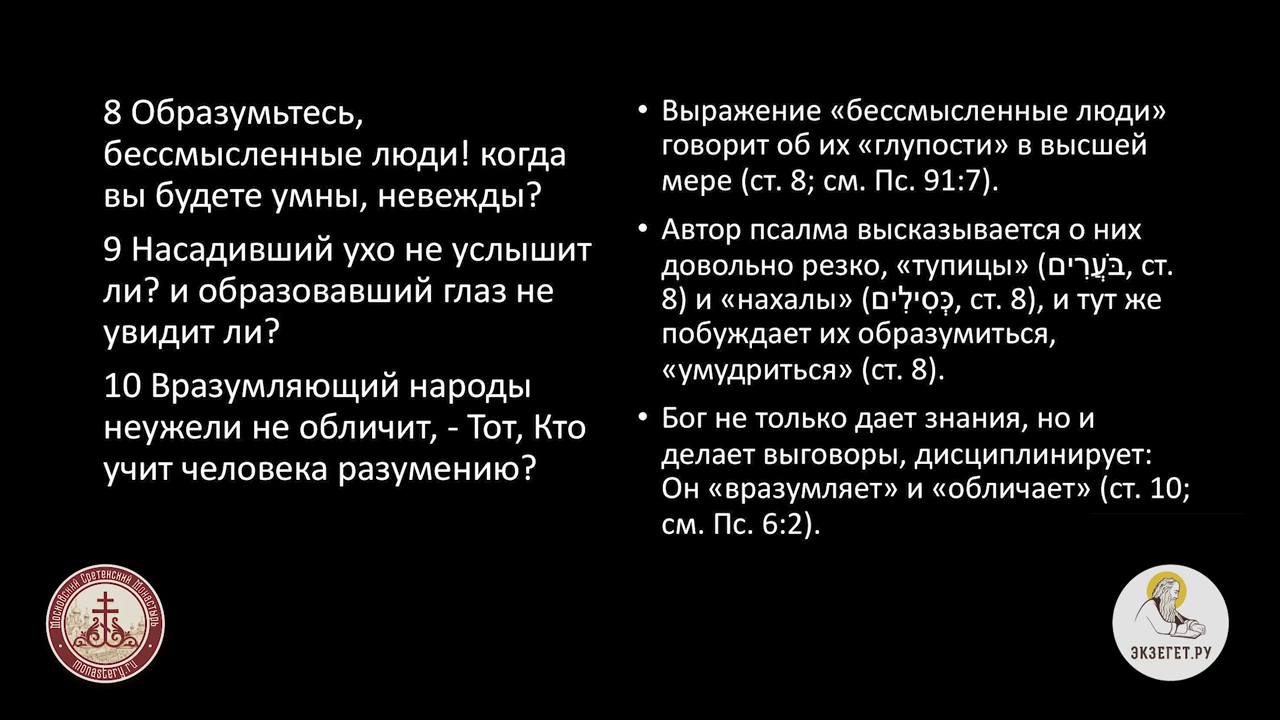 8 Образумьтесь,
бессмысленные люди! когда
вы будете умны, невежды?
9 Насадивший ухо не услышит
ли? и образовавший глаз не
увидит ли?
10 Вразумляющий народы
неужели не обличит, - Тот, Кто
учит человека разумению?
• Выражение «бессмысленные люди»
говорит об их «глупости» в высшей
мере (ст. 8; см. Пс. 91:7).
• Автор псалма высказывается о них
довольно резко, «тупицы» (בֹּעֲרִים, ст.
8) и «нахалы» (כְּסִילִים, ст. 8), и тут же
побуждает их образумиться,
«умудриться» (ст. 8).
• Бог не только дает знания, но и
делает выговоры, дисциплинирует:
Он «вразумляет» и «обличает» (ст. 10;
см. Пс. 6:2).
Московский Сретенский Монастырь
monastery.ru
ЭКЗЕГЕТ.РУ